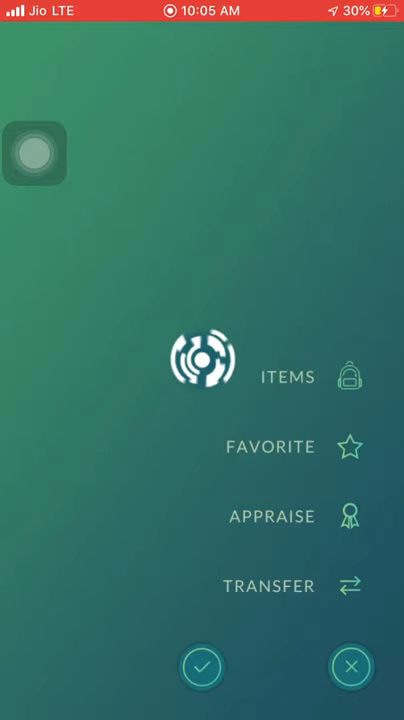 Jio LTE 10:05 AM 30%
ITEMS
FAVORITE
APPRAISE
TRANSFER